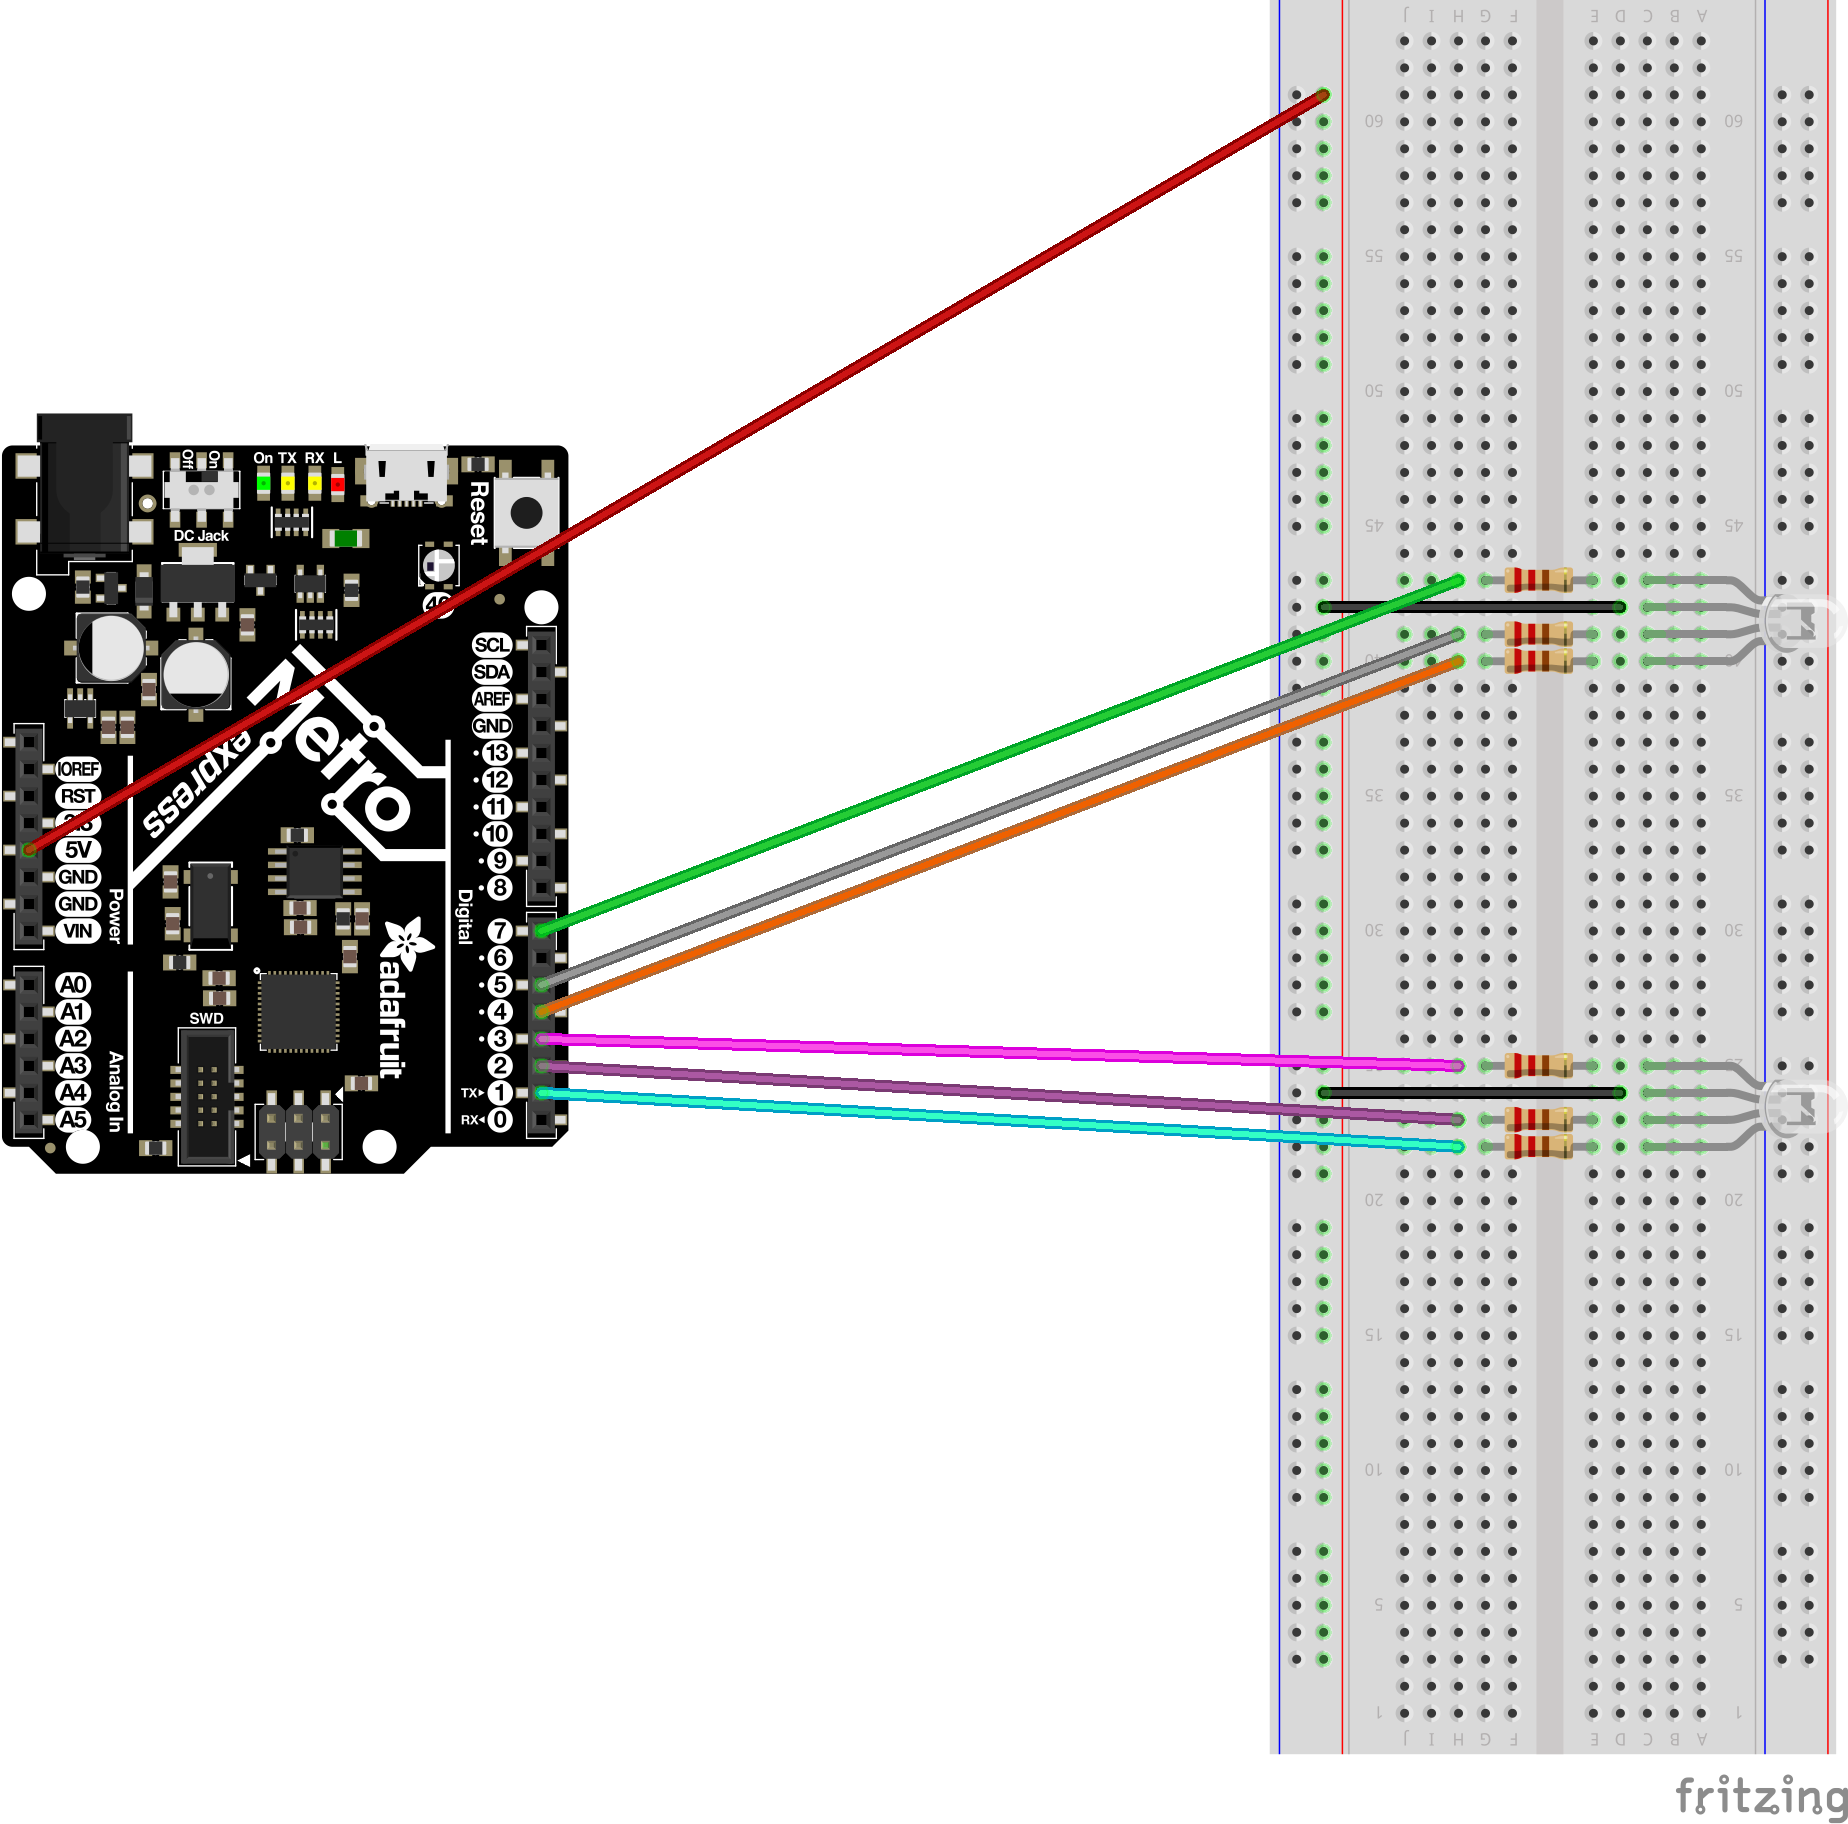 J I H G F E D C B A
60 60
55 55
50 50
45 45
40
35 35
30 30
25
20 20
15 15
10 10
5 5
1 1
J I H G F E D C B A
Off On
On TX RX L
DC Jack
Reset
SCL
SDA
AREF
GND
13
12
11
10
9
8
7
6
5
4
3
2
TX 1
RX 0
Digital
Metro
express
IOREF
RST
5V
GND
GND
VIN
Power
A0
A1
A2
A3
A4
A5
Analog In
SWD
adafruit
fritzing